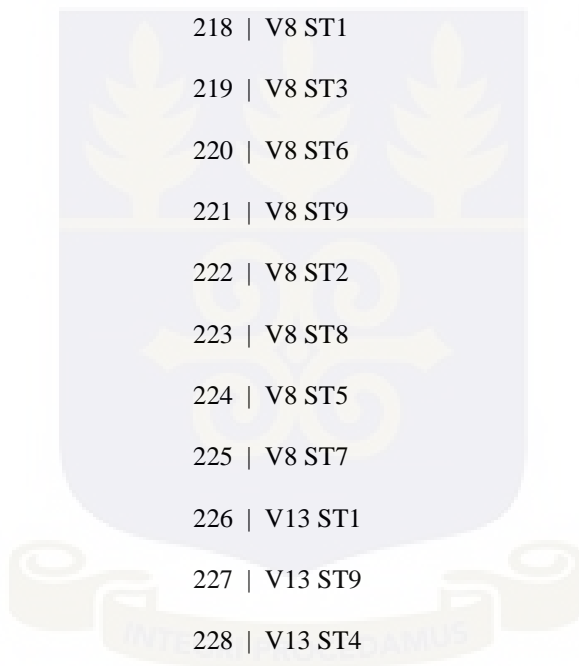 218 | V8 ST1
219 | V8 ST3
220 | V8 ST6
221 | V8 ST9
222 | V8 ST2
223 | V8 ST8
224 | V8 ST5
225 | V8 ST7
226 | V13 ST1
227 | V13 ST9
228 | V13 ST4
PROCEDAMUS